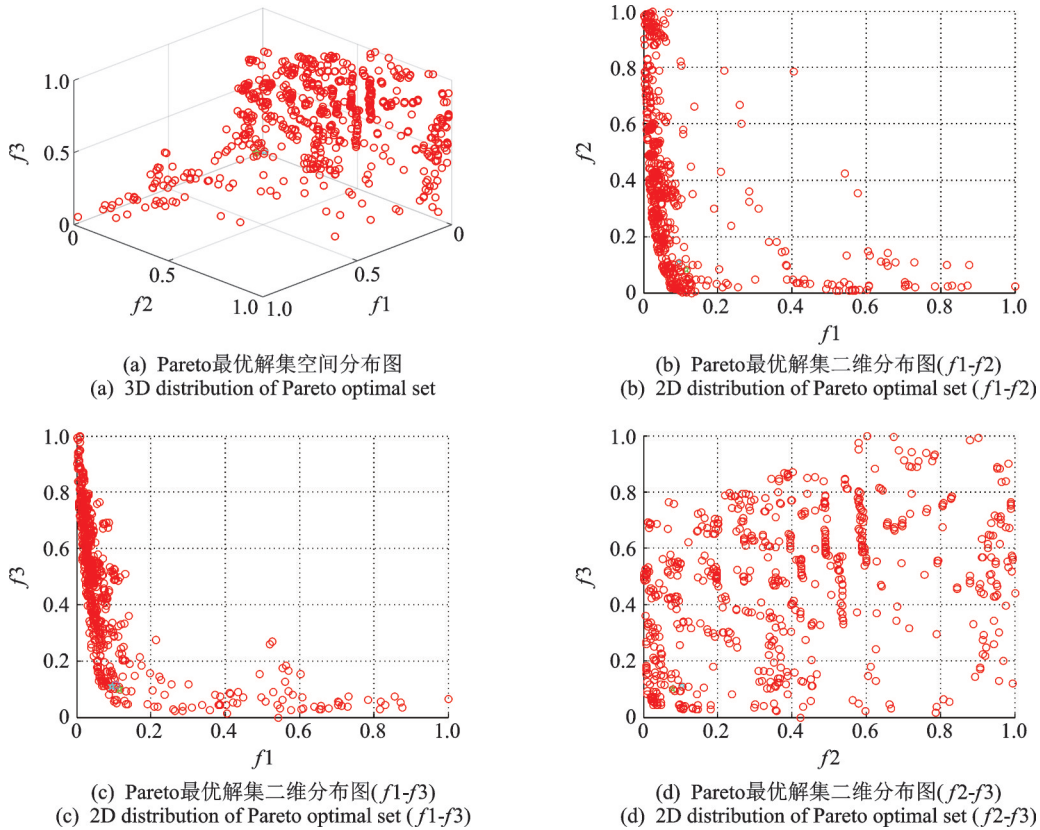 1.0
0.5
0
f3
0
0.5
1.0
f2
1.0
0.5
0
f1
(a) Pareto最优解集空间分布图
(a) 3D distribution of Pareto optimal set
1.0
0.8
0.6
0.4
0.2
0
f2
0
0.2
0.4
0.6
0.8
1.0
f1
(b) Pareto最优解集二维分布图(f1-f2)
(b) 2D distribution of Pareto optimal set (f1-f2)
1.0
0.8
0.6
0.4
0.2
0
f3
0
0.2
0.4
0.6
0.8
1.0
f1
(c) Pareto最优解集二维分布图(f1-f3)
(c) 2D distribution of Pareto optimal set (f1-f3)
1.0
0.8
0.6
0.4
0.2
0
f3
0
0.2
0.4
0.6
0.8
1.0
f2
(d) Pareto最优解集二维分布图(f2-f3)
(d) 2D distribution of Pareto optimal set (f2-f3)